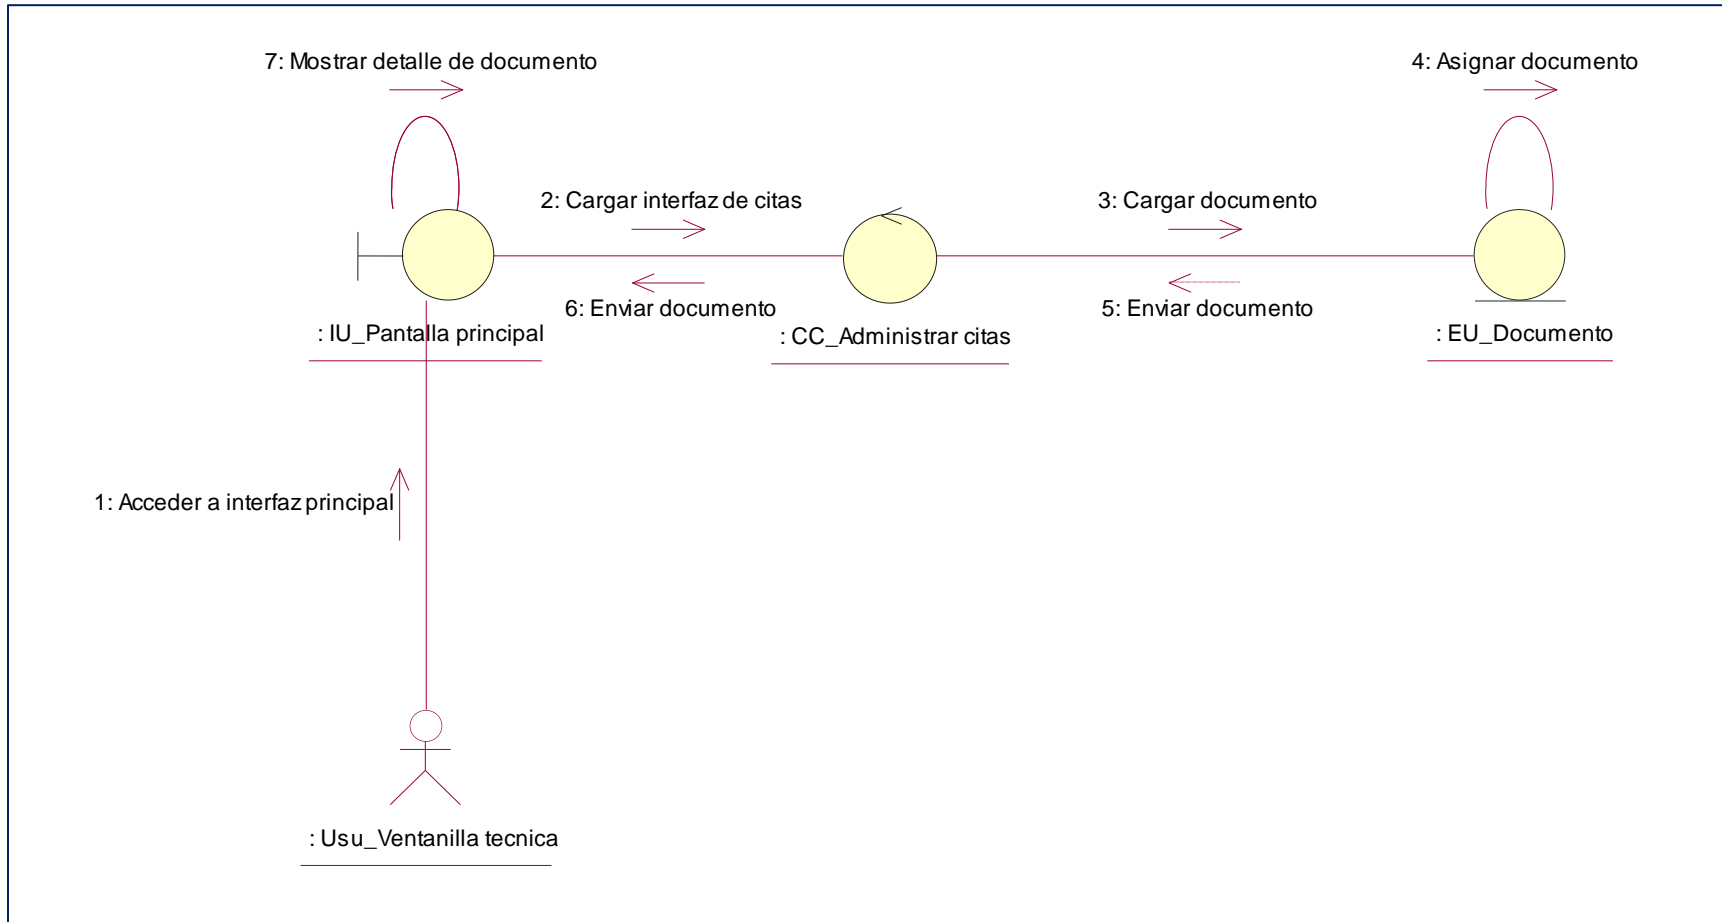 7: Mostrar detalle de documento
4: Asignar documento
2: Cargar interfaz de citas
3: Cargar documento
6: Enviar documento
5: Enviar documento
: IU_Pantalla principal
: CC_Administrar citas
: EU_Documento
1: Acceder a interfaz principal
: Usu_Ventanilla tecnica